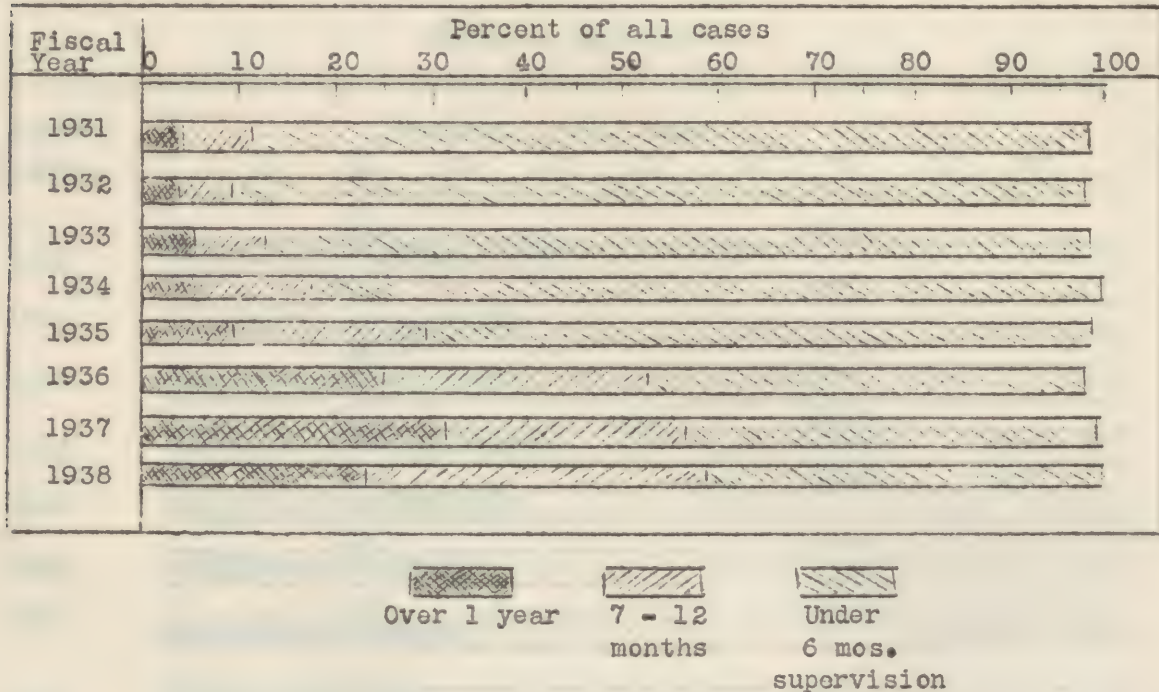 Percent of all cases
Fiscal
Year
0 10 20 30 40 50 60 70 80 90 100
1931
1932
1933
1934
1935
1936
1937
1938
Over 1 year
7 - 12
months
Under
6 mos.
supervision